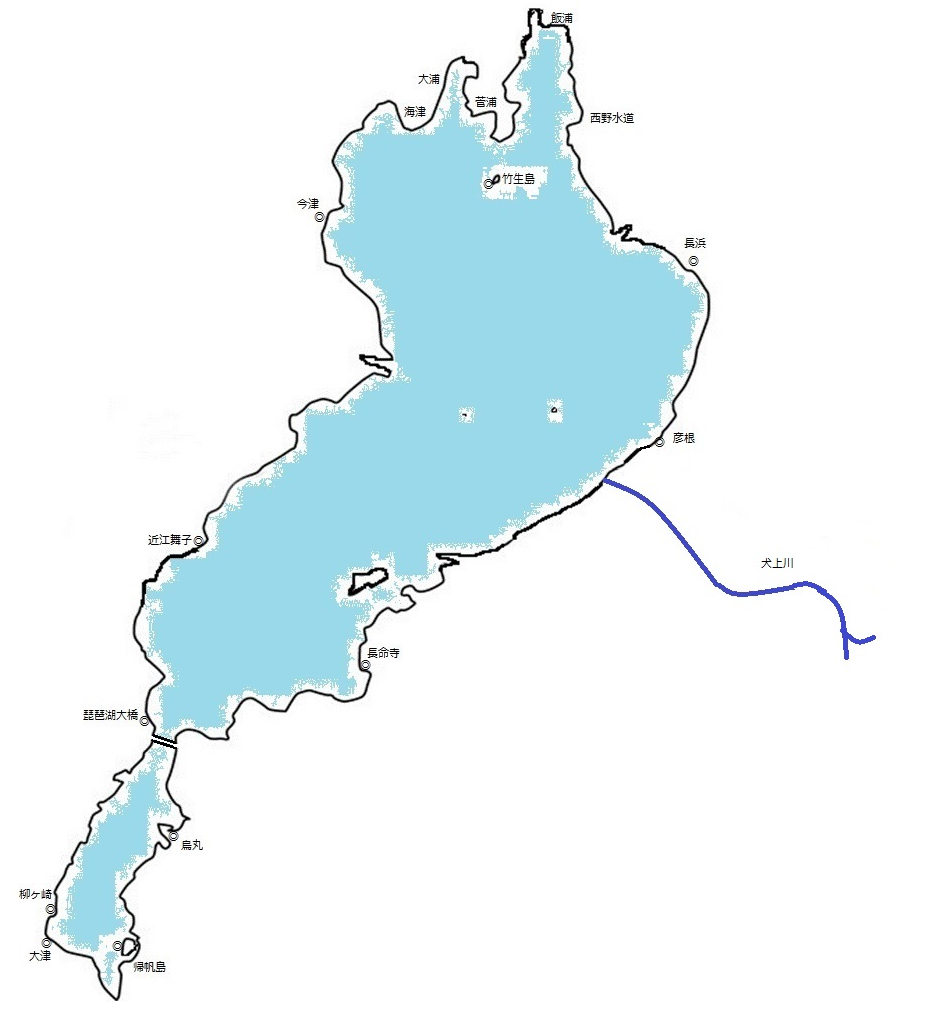 飯浦
大浦
菅浦
海津
西野水道
竹生島
今津
長浜
彦根
近江舞子
犬上川
長命寺
琵琶湖大橋
烏丸
柳ヶ崎
大津
帰帆島